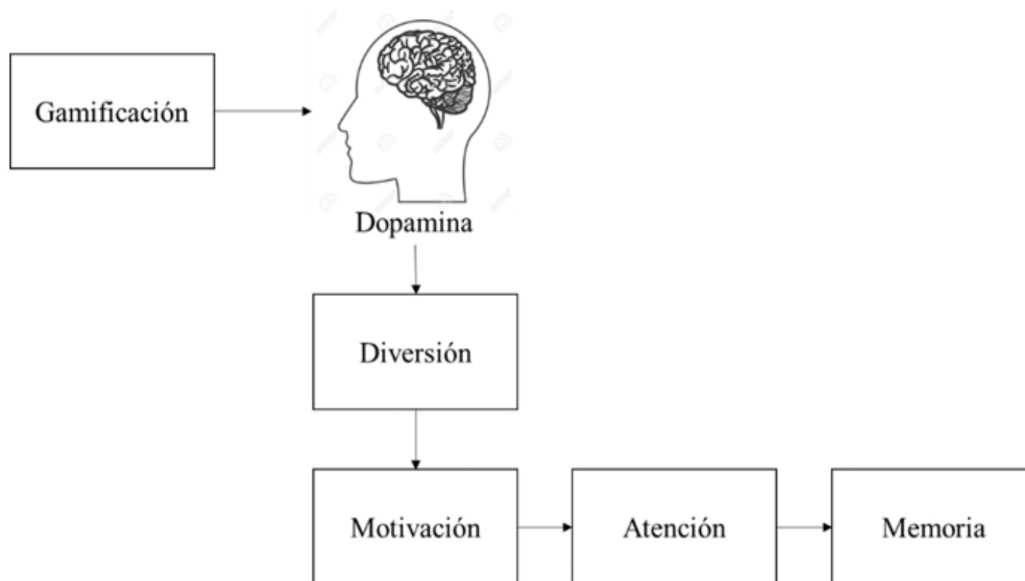 Gamificación
Dopamina
Diversión
Motivación
Atención
Memoria